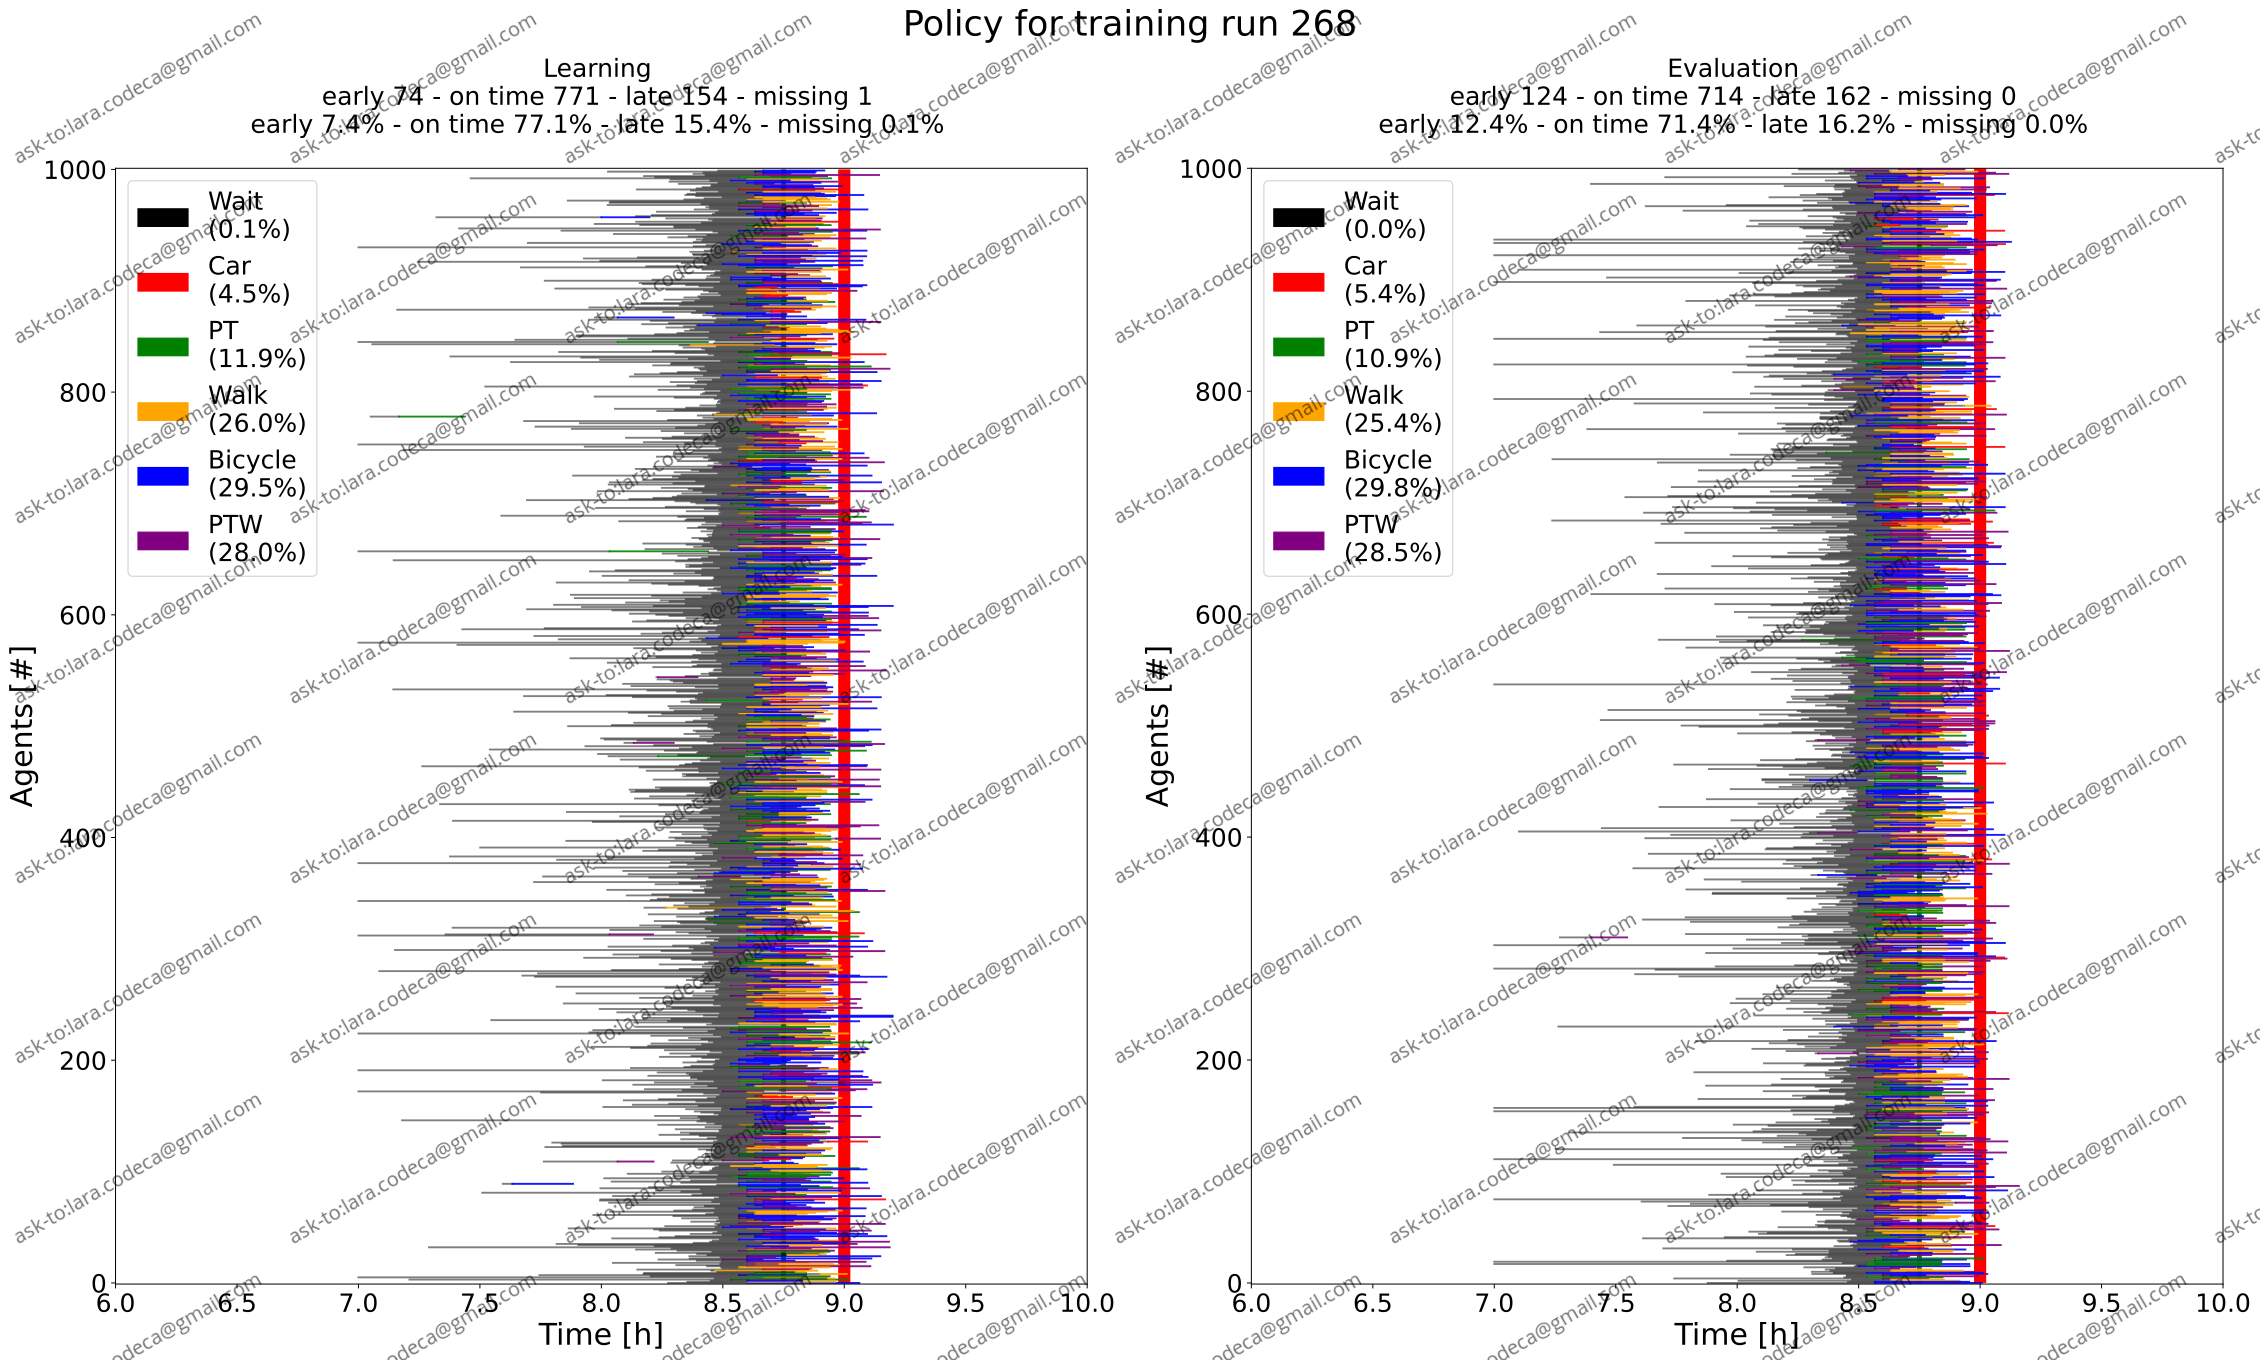 Policy for training run 268
Learning
early 74 - on time 771 - late 154 - missing 1
early 7.4% - on time 77.1% - late 15.4% - missing 0.1%
Wait
(0.1%)
Car
(4.5%)
PT
(11.9%)
Walk
(26.0%)
Bicycle
(29.5%)
PTW
(28.0%)
1000
800
600
400
200
0
Agents [#]
6.0 6.5 7.0 7.5 8.0 8.5 9.0 9.5 10.0
Time [h]
Evaluation
early 124 - on time 714 - late 162 - missing 0
early 12.4% - on time 71.4% - late 16.2% - missing 0.0%
Wait
(0.0%)
Car
(5.4%)
PT
(10.9%)
Walk
(25.4%)
Bicycle
(29.8%)
PTW
(28.5%)
1000
800
600
400
200
0
Agents [#]
6.0 6.5 7.0 7.5 8.0 8.5 9.0 9.5 10.0
Time [h]
ask-to:lara.codeca@gmail.com